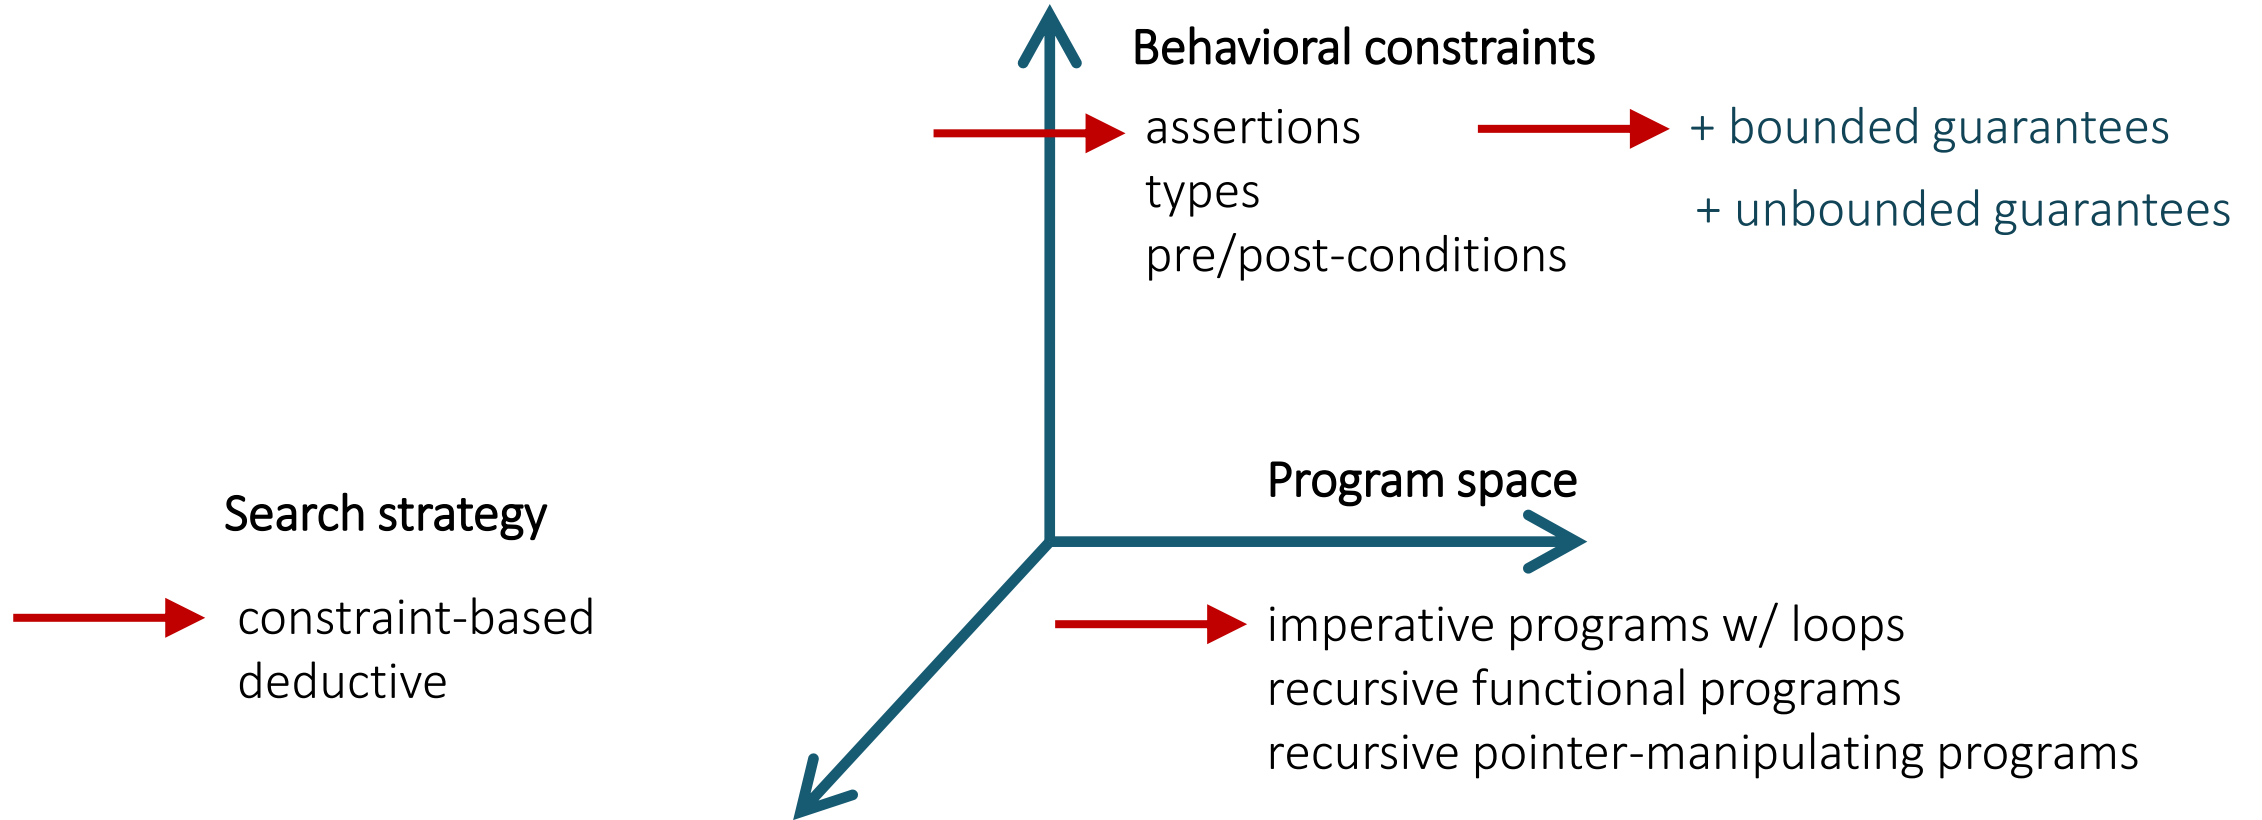 Behavioral constraints
assertions
+ bounded guarantees
types
+ unbounded guarantees
pre/post-conditions
Program space
imperative programs w/ loops
recursive functional programs
recursive pointer-manipulating programs
Search strategy
constraint-based
deductive